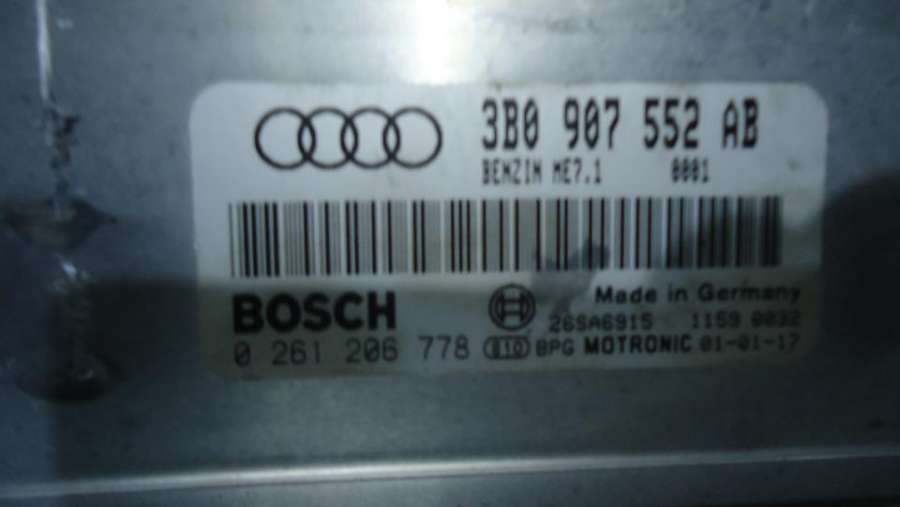 3B0 907 552 AB
BENZIN ME7.1 0001
BOSCH
Made in Germany
26SA6915 1159 0032
0 261 206 778 BPG MOTRONIC 01-01-17